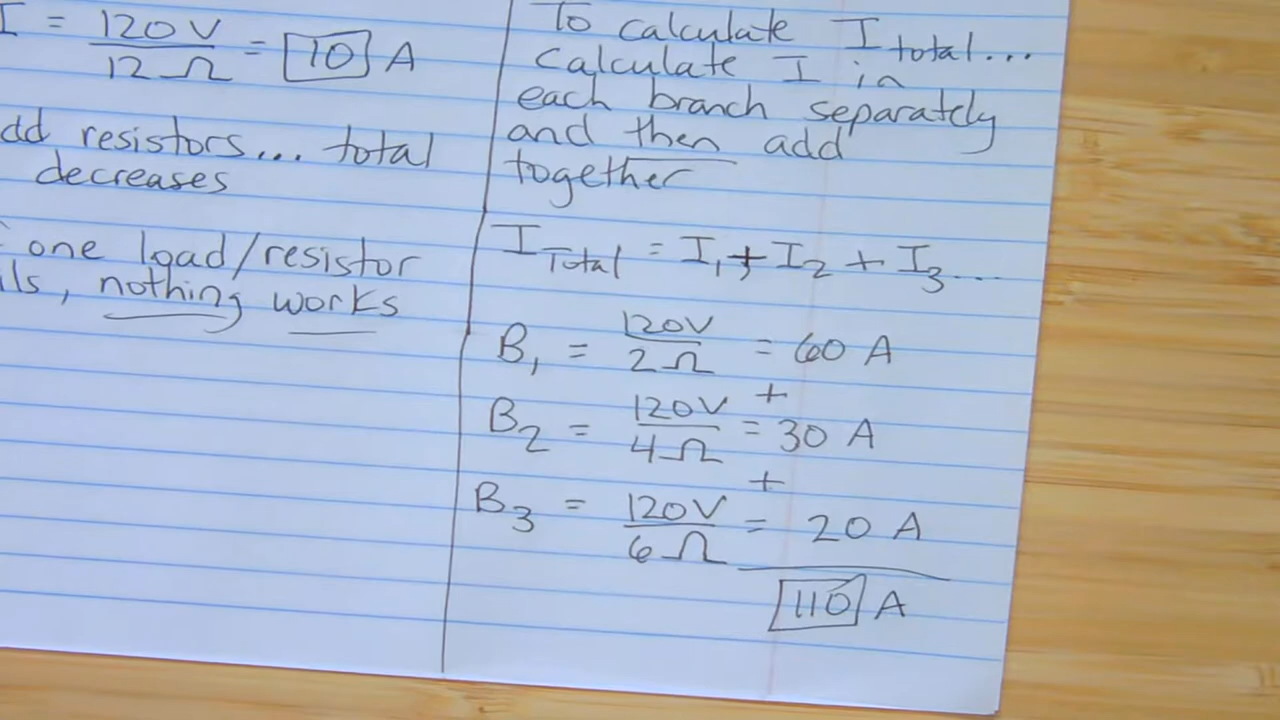 I = 120V / 12 Ω = 10 A
dd resistors... total
decreases
one load/resistor
ils, nothing works
To calculate I total...
Calculate I in
each branch separately
and then add
together
I Total = I₁ + I₂ + I₃...
B₁ = 120V / 2 Ω = 60 A
+
B₂ = 120V / 4 Ω = 30 A
+
B₃ = 120V / 6 Ω = 20 A
110 A